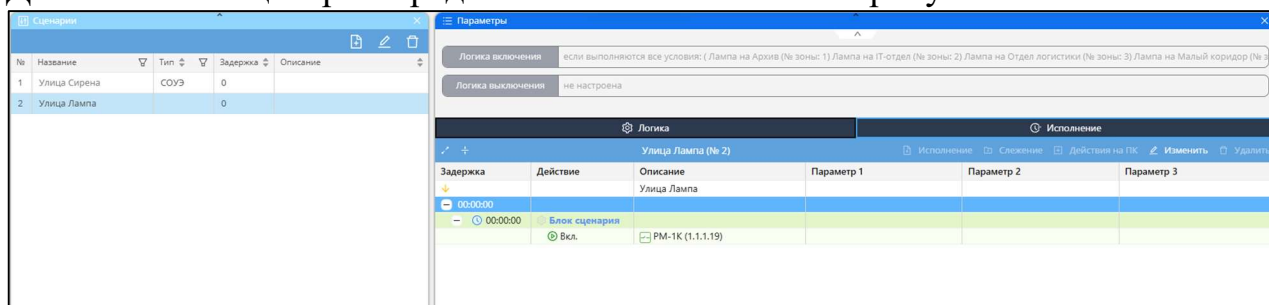 Сценарии
№ Название Тип Задержка Описание
1 Улица Сирена СОУЭ 0
2 Улица Лампа 0
Параметры
Логика включения если выполняются все условия: ( Лампа на Архив (№ зоны: 1) Лампа на IT-отдел (№ зоны: 2) Лампа на Отдел логистики (№ зоны: 3) Лампа на Малый коридор (№ з
Логика выключения не настроена
Логика Исполнение
Улица Лампа (№ 2) Исполнение Слежение Действия на ПК Изменить Удалить
Задержка Действие Описание Параметр 1 Параметр 2 Параметр 3
Улица Лампа
00:00:00
00:00:00 Блок сценария
Вкл. РМ-1К (1.1.1.19)